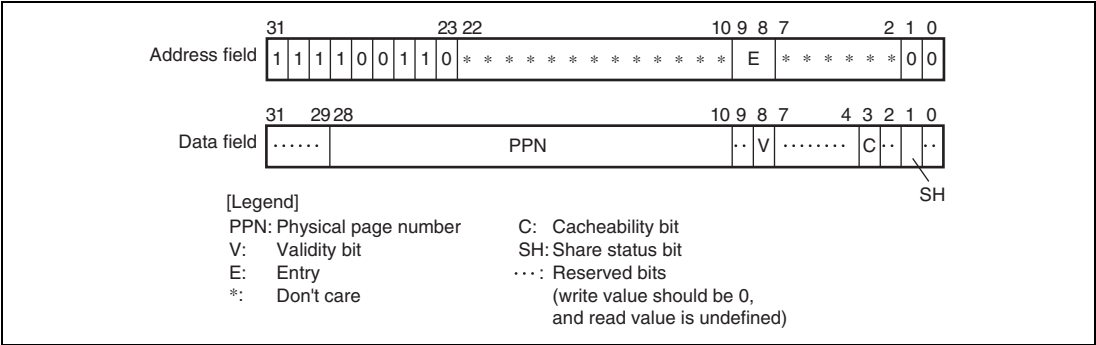 31 23 22 10 9 8 7 2 1 0
Address field 1 1 1 1 0 0 1 1 0 * * * * * * * * * * * * * E * * * * * * 0 0
31 29 28 10 9 8 7 4 3 2 1 0
Data field ...... PPN .. V ........ C .. ..
SH
[Legend]
PPN: Physical page number C: Cacheability bit
V: Validity bit SH: Share status bit
E: Entry ...: Reserved bits
*: Don't care (write value should be 0,
and read value is undefined)